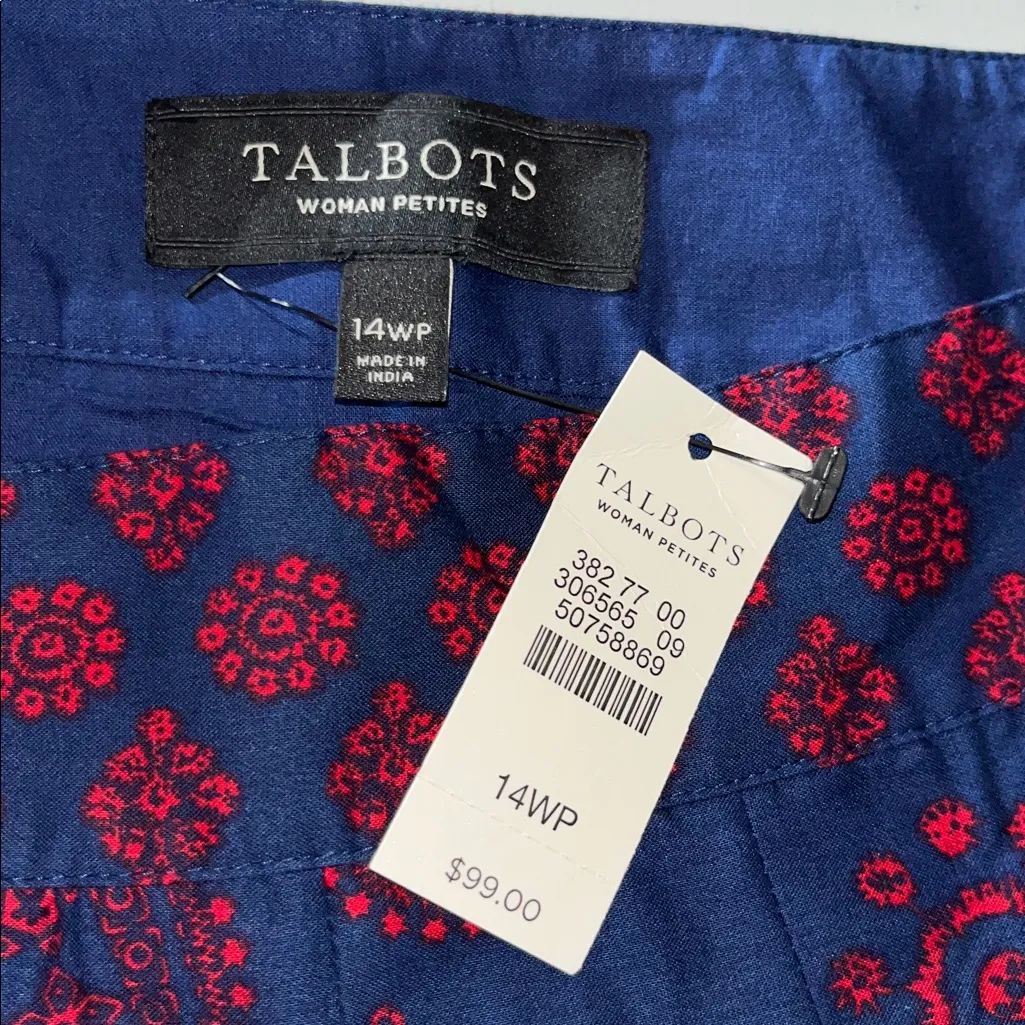 TALBOTS
WOMAN PETITES
14WP
MADE IN
INDIA
TALBOTS
WOMAN PETITES
382 77 00
306565 09
50758869
14WP
$99.00